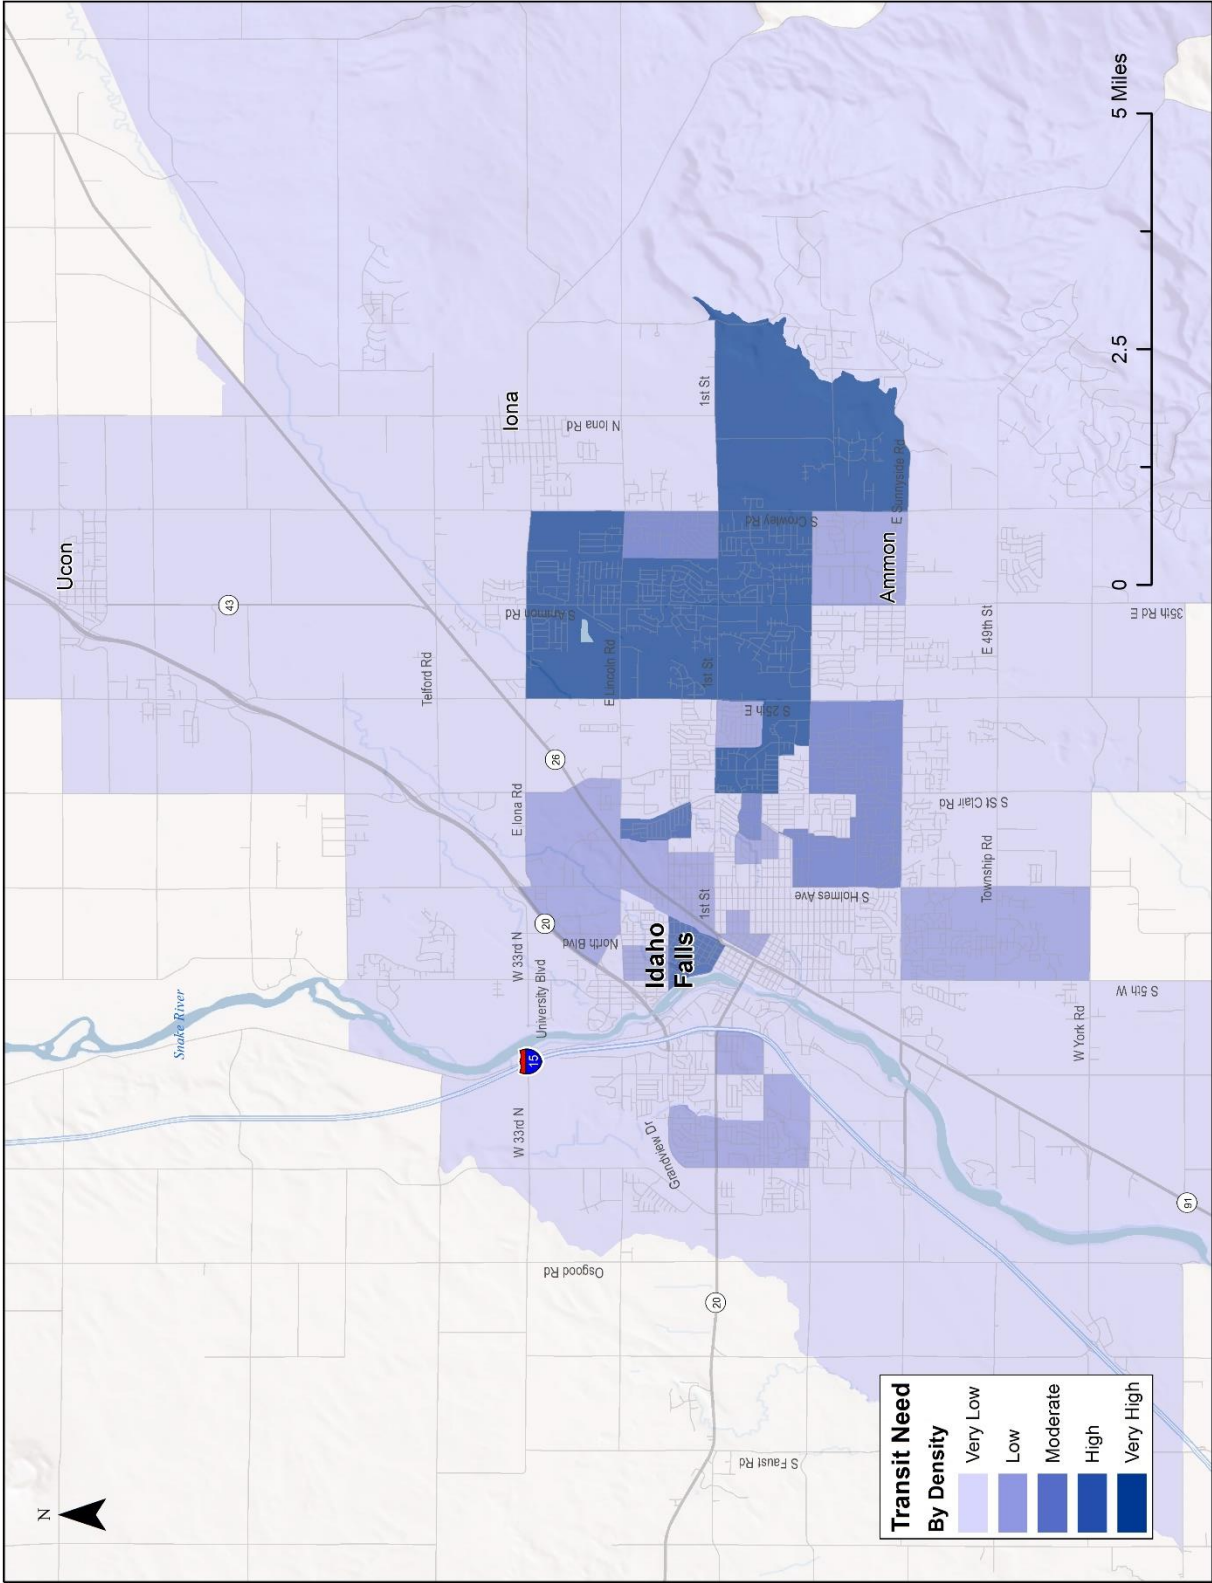 N
Ucon
43
Telford Rd
Iona
N Iona Rd
Snake River
26
E Iona Rd
S Ammon Rd
E Lincoln Rd
1st St
1st St
S Crowley Rd
E Sunnyside Rd
Ammon
S 25th E
E 49th St
35th Rd E
S St Clair Rd
Township Rd
S Holmes Ave
1st St
20
North Blvd
W 33rd N
University Blvd
Idaho
Falls
15
W 33rd N
Grandview Dr
S 5th W
W York Rd
91
Osgood Rd
20
S Faust Rd
0
2.5
5 Miles
Transit Need
By Density
Very Low
Low
Moderate
High
Very High